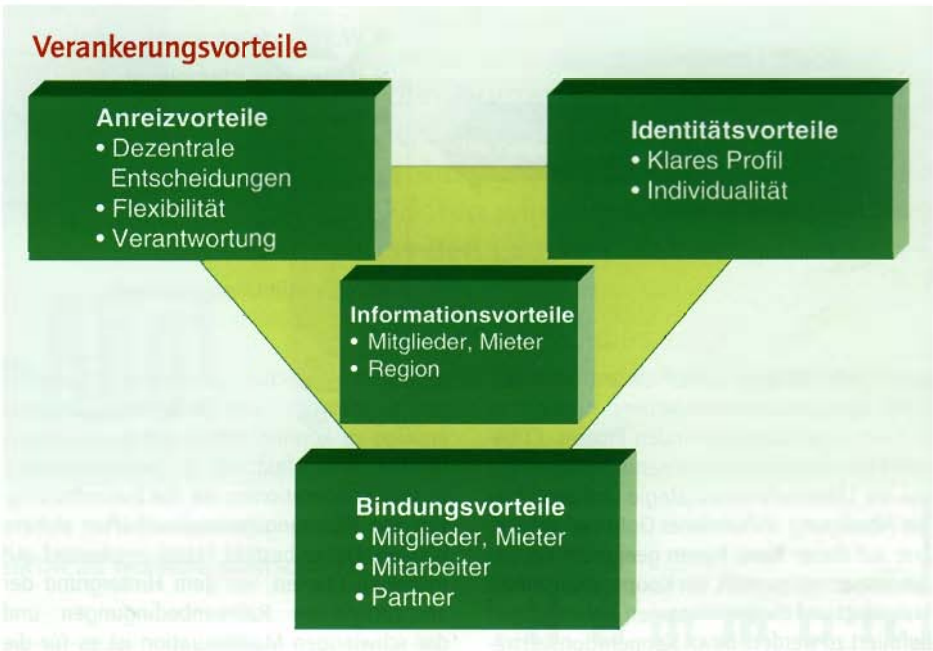 Verankerungsvorteile
Anreizvorteile
• Dezentrale
Entscheidungen
• Flexibilität
• Verantwortung
Identitätsvorteile
• Klares Profil
• Individualität
Informationsvorteile
• Mitglieder, Mieter
• Region
Bindungsvorteile
• Mitglieder, Mieter
• Mitarbeiter
• Partner